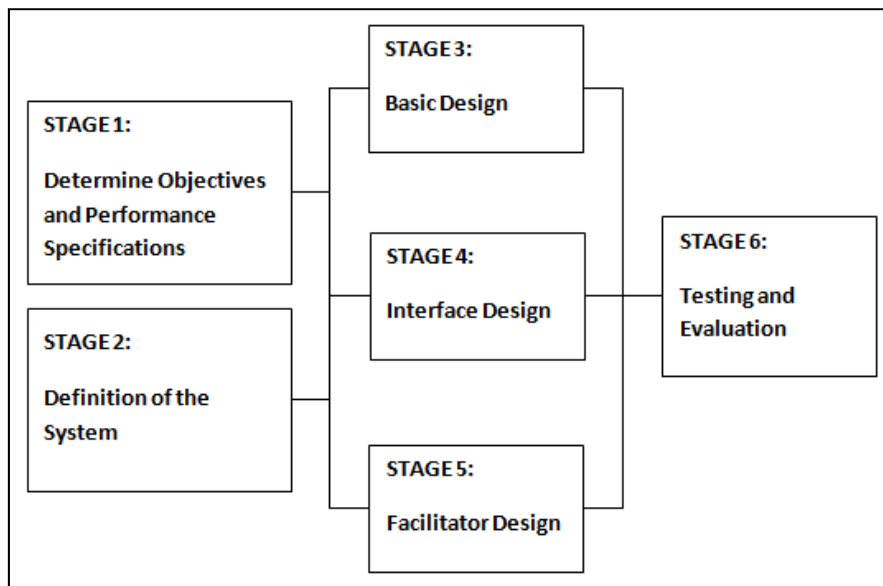 STAGE 1:
Determine Objectives
and Performance
Specifications
STAGE 2:
Definition of the
System
STAGE 3:
Basic Design
STAGE 4:
Interface Design
STAGE 5:
Facilitator Design
STAGE 6:
Testing and
Evaluation